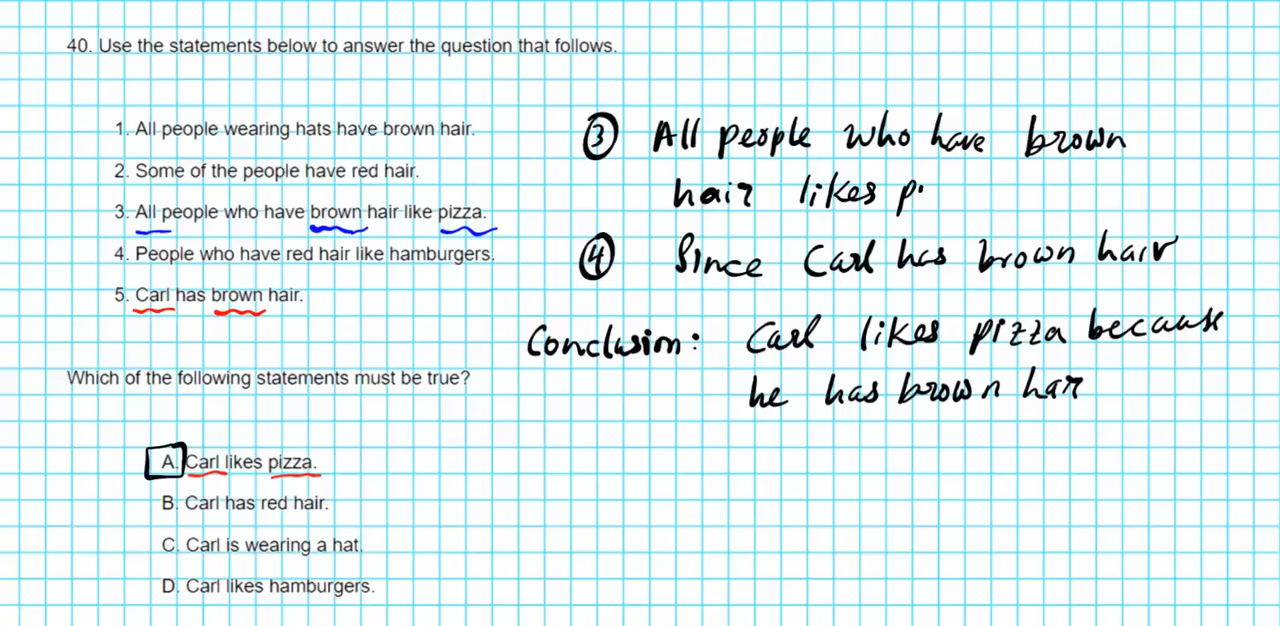 40. Use the statements below to answer the question that follows.
1. All people wearing hats have brown hair.
2. Some of the people have red hair.
3. All people who have brown hair like pizza.
4. People who have red hair like hamburgers.
5. Carl has brown hair.
Which of the following statements must be true?
A. Carl likes pizza.
B. Carl has red hair.
C. Carl is wearing a hat.
D. Carl likes hamburgers.
③ All people who have brown
hair likes p
④ Since Carl has brown hair
Conclusion: Carl likes pizza because
he has brown hair